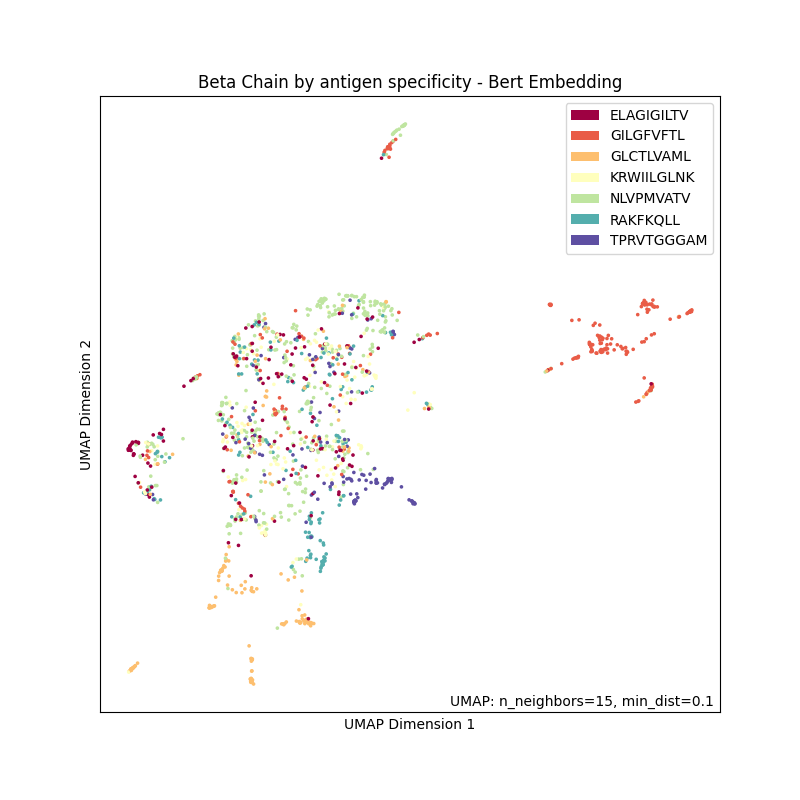 Beta Chain by antigen specificity - Bert Embedding
ELAGIGILTV
GILGFVFTL
GLCTLVAML
KRWIILGLNK
NLVPMVATV
RAKFKQLL
TPRVTGGGAM
UMAP Dimension 2
UMAP: n_neighbors=15, min_dist=0.1
UMAP Dimension 1